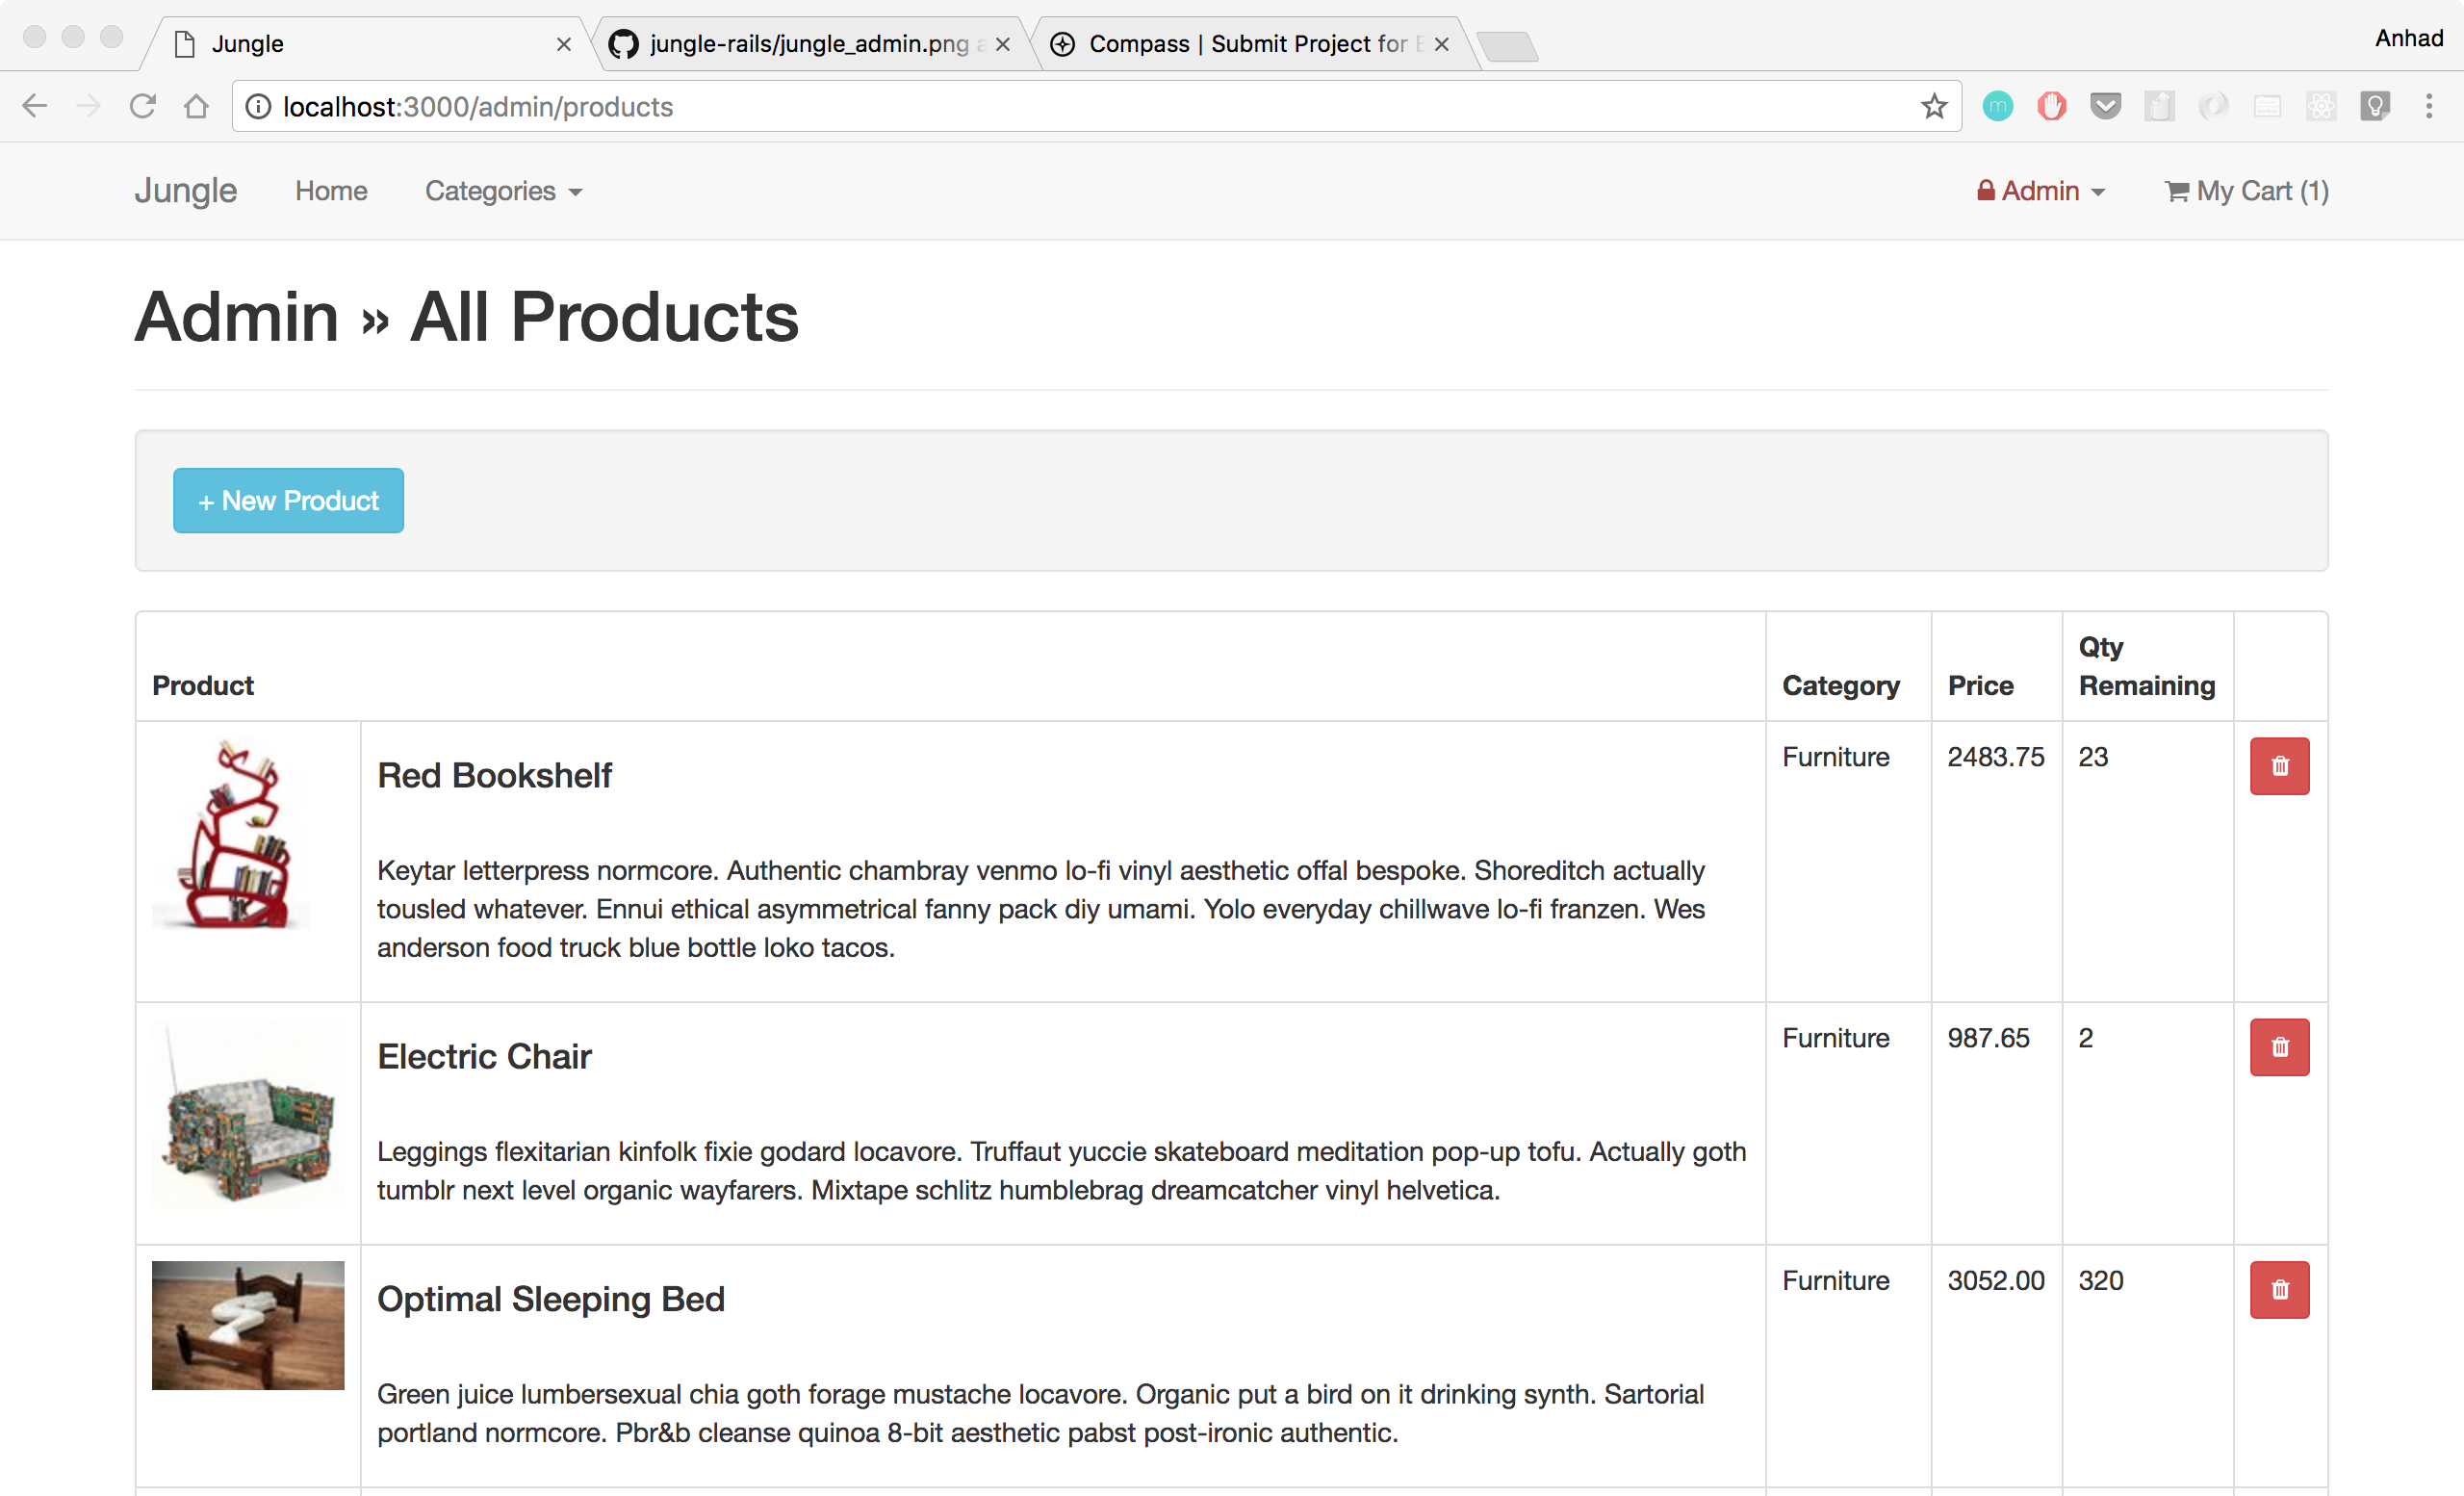 Jungle
jungle-rails/jungle_admin.png
Compass | Submit Project for
Anhad
localhost:3000/admin/products
Jungle
Home
Categories
Admin
My Cart (1)
Admin » All Products
+ New Product
Product
Category
Price
Qty
Remaining
Red Bookshelf
Furniture
2483.75
23
Keytar letterpress normcore. Authentic chambray venmo lo-fi vinyl aesthetic offal bespoke. Shoreditch actually
tousled whatever. Ennui ethical asymmetrical fanny pack diy umami. Yolo everyday chillwave lo-fi franzen. Wes
anderson food truck blue bottle loko tacos.
Electric Chair
Furniture
987.65
2
Leggings flexitarian kinfolk fixie godard locavore. Truffaut yuccie skateboard meditation pop-up tofu. Actually goth
tumblr next level organic wayfarers. Mixtape schlitz humblebrag dreamcatcher vinyl helvetica.
Optimal Sleeping Bed
Furniture
3052.00
320
Green juice lumbersexual chia goth forage mustache locavore. Organic put a bird on it drinking synth. Sartorial
portland normcore. Pbr&b cleanse quinoa 8-bit aesthetic pabst post-ironic authentic.